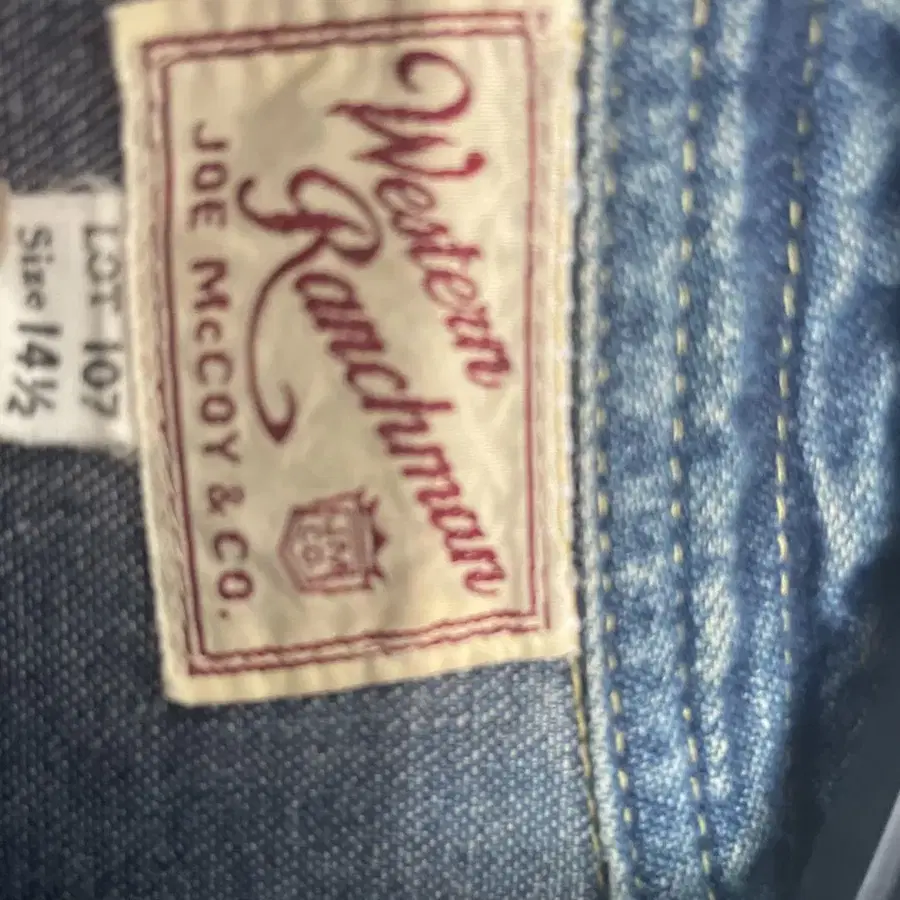 Western
Ranchman
JOE McCOY & CO.
LOT 107
Size 14½